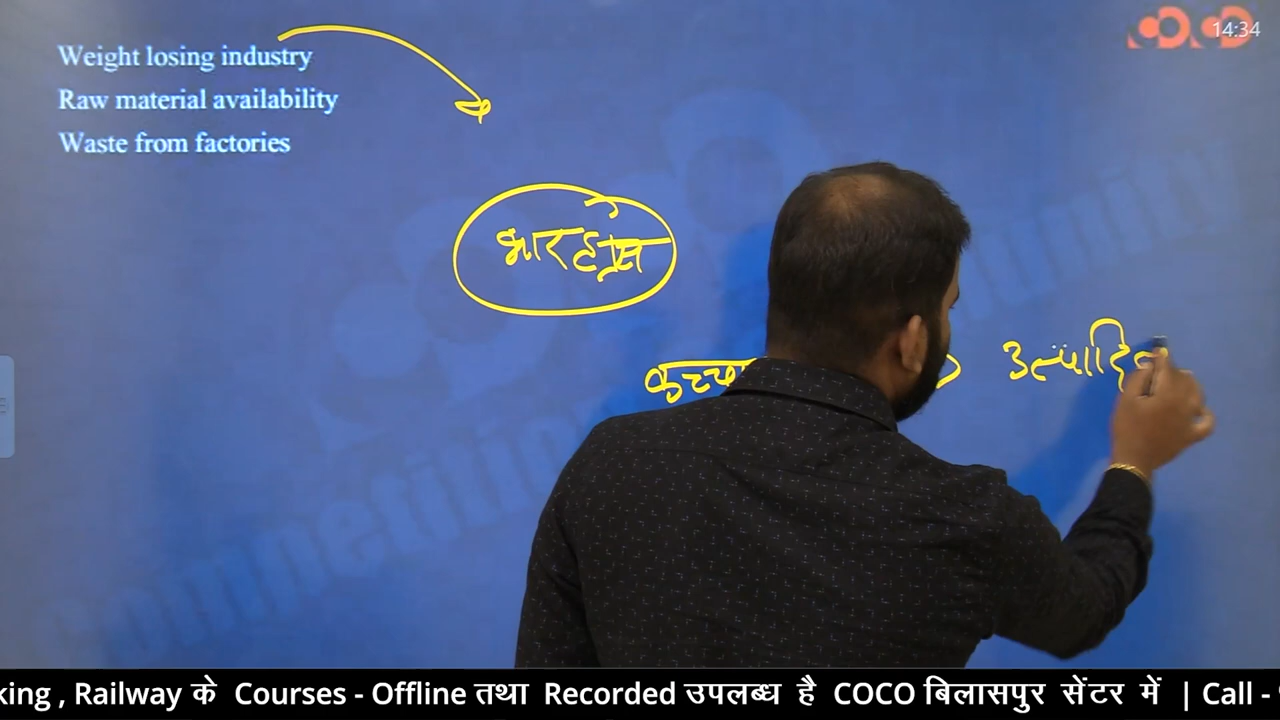 14:34
Weight losing industry
Raw material availability
Waste from factories
भारह्रास
कच्चा उत्पादित
king , Railway के Courses - Offline तथा Recorded उपलब्ध है COCO बिलासपुर सेंटर में | Call -